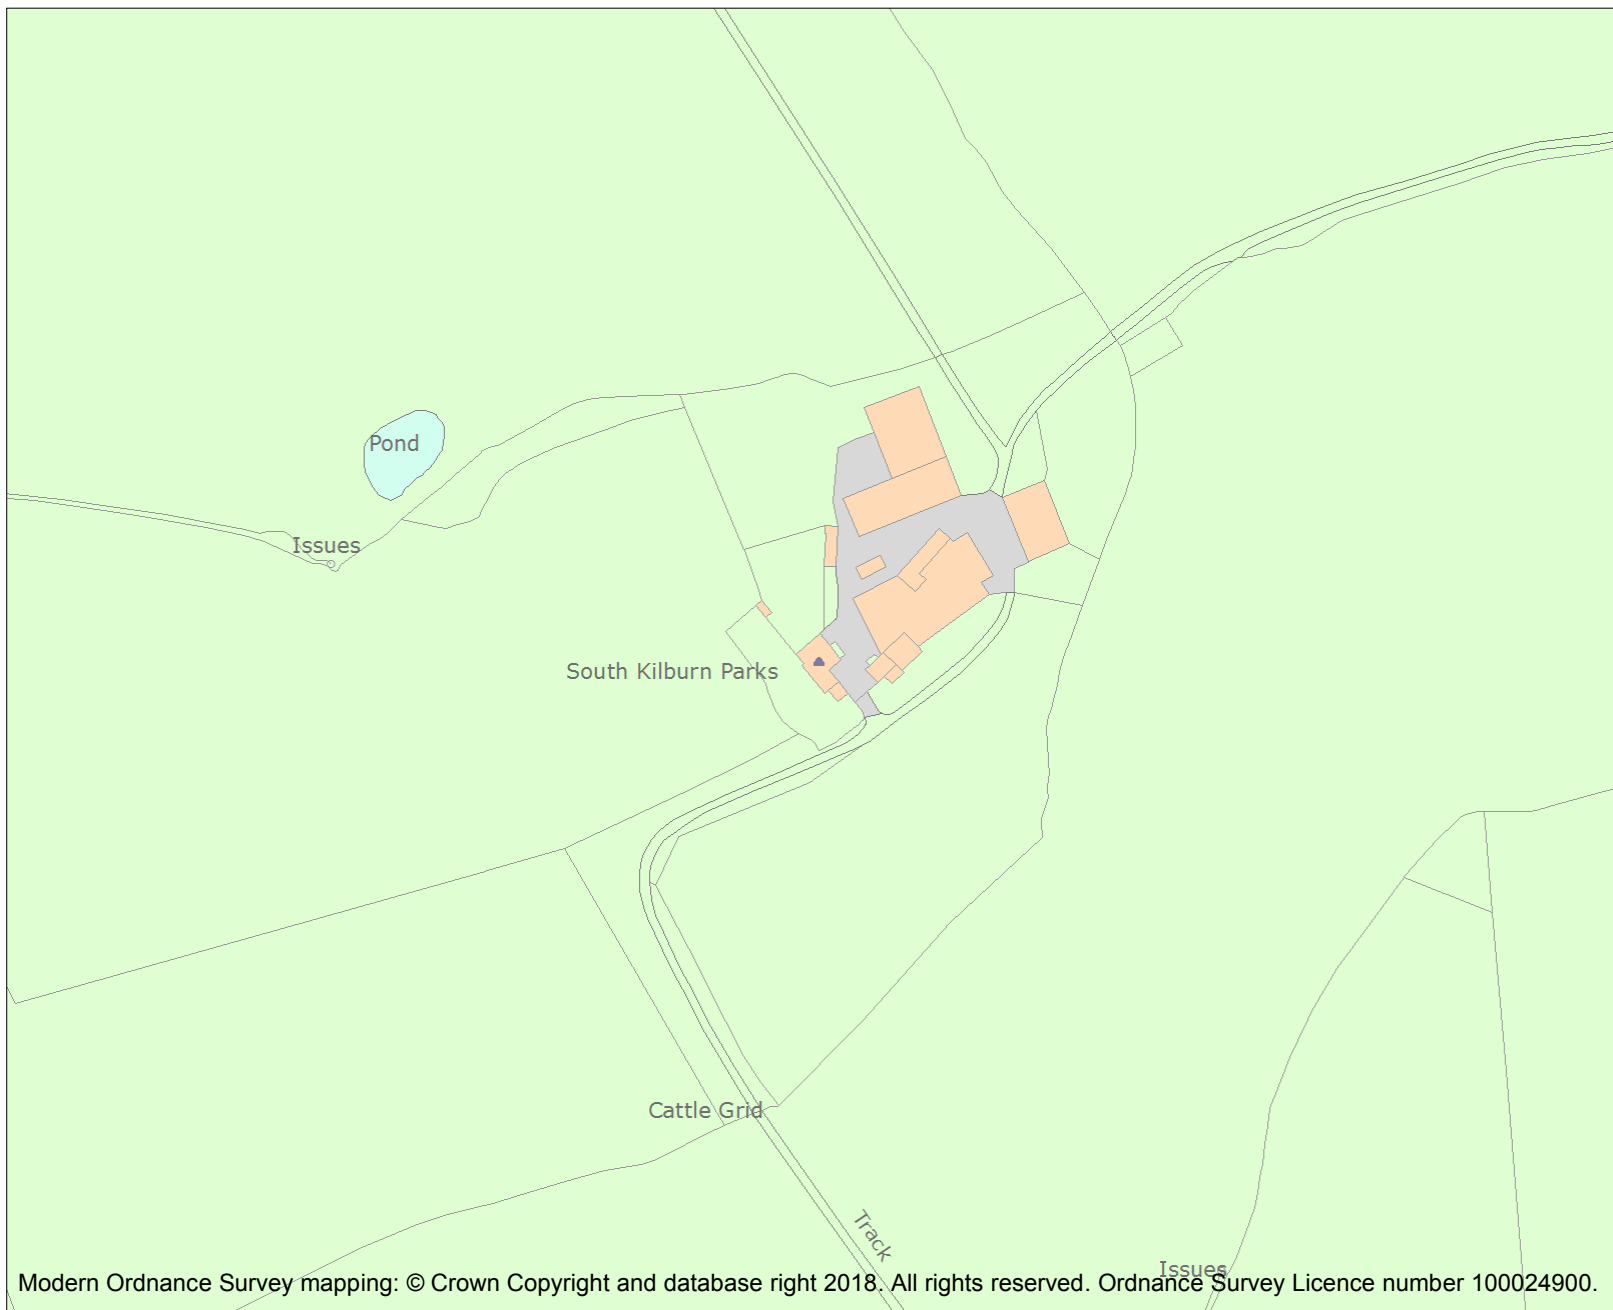 Pond
Issues
South Kilburn Parks
Cattle Grid
Track
Issues
Modern Ordnance Survey mapping: © Crown Copyright and database right 2018. All rights reserved. Ordnance Survey Licence number 100024900.